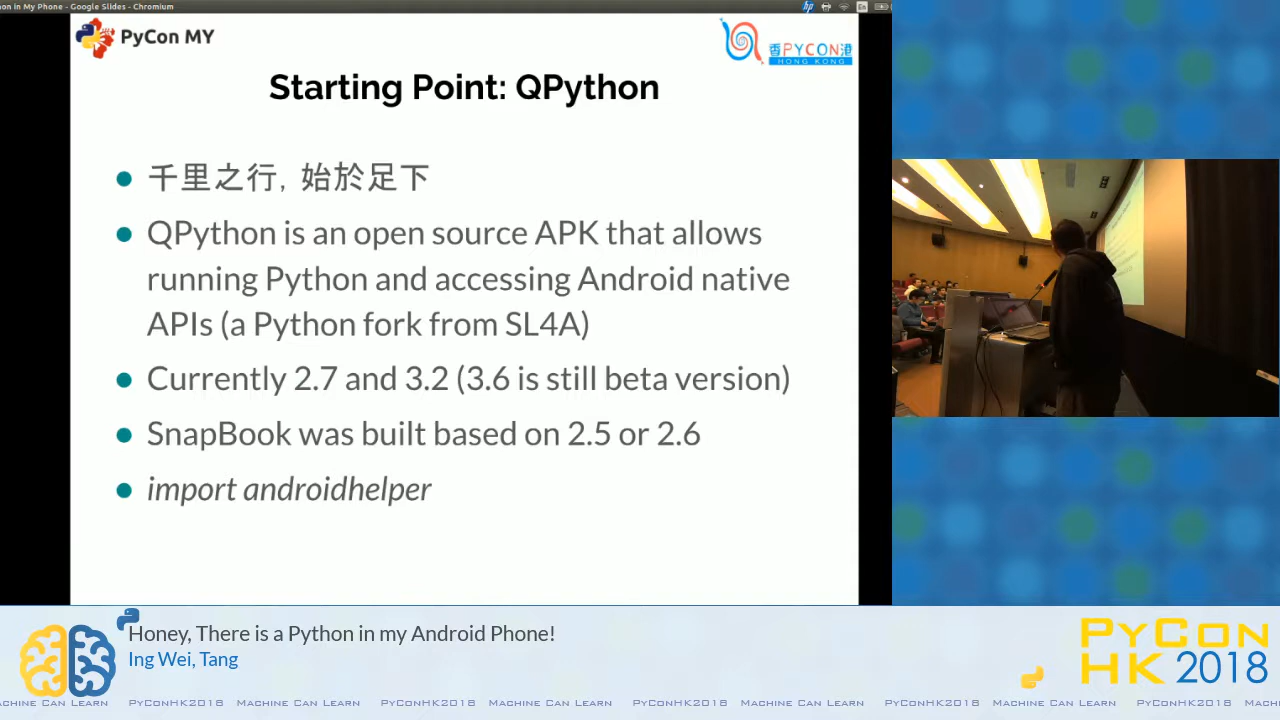 on in My Phone - Google Slides - Chromium
hp
En
PyCon MY
香PYCON港
HONG KONG
Starting Point: QPython
千里之行，始於足下
QPython is an open source APK that allows
running Python and accessing Android native
APIs (a Python fork from SL4A)
Currently 2.7 and 3.2 (3.6 is still beta version)
SnapBook was built based on 2.5 or 2.6
import androidhelper
Honey, There is a Python in my Android Phone!
Ing Wei, Tang
PyCon
HK 2018
achine Can Learn PyConHK2018 Machine Can Learn PyConHK2018 Machine Can Learn PyConHK2018 Machine Can Learn PyConHK2018 Mach